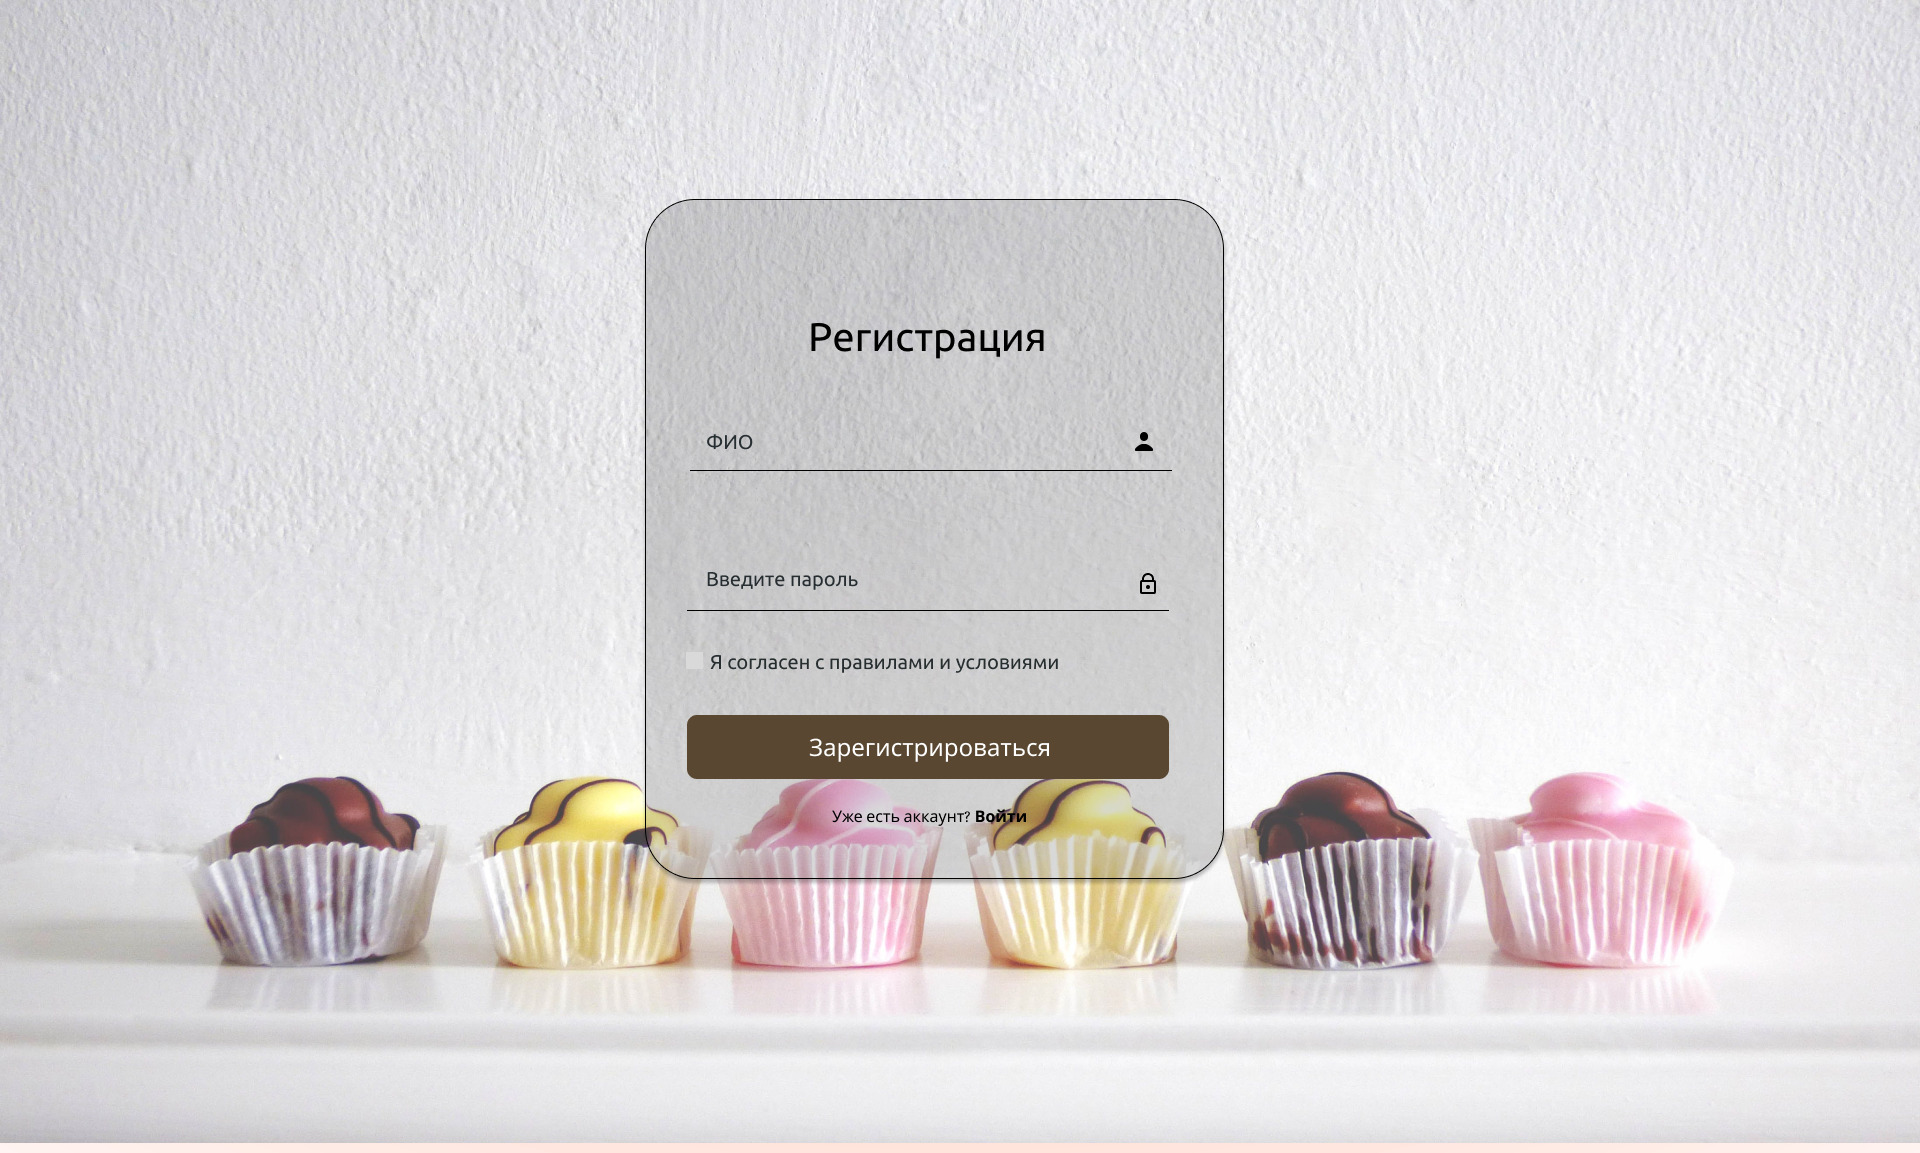 Регистрация
ФИО
Введите пароль
Я согласен с правилами и условиями
Зарегистрироваться
Уже есть аккаунт? Войти